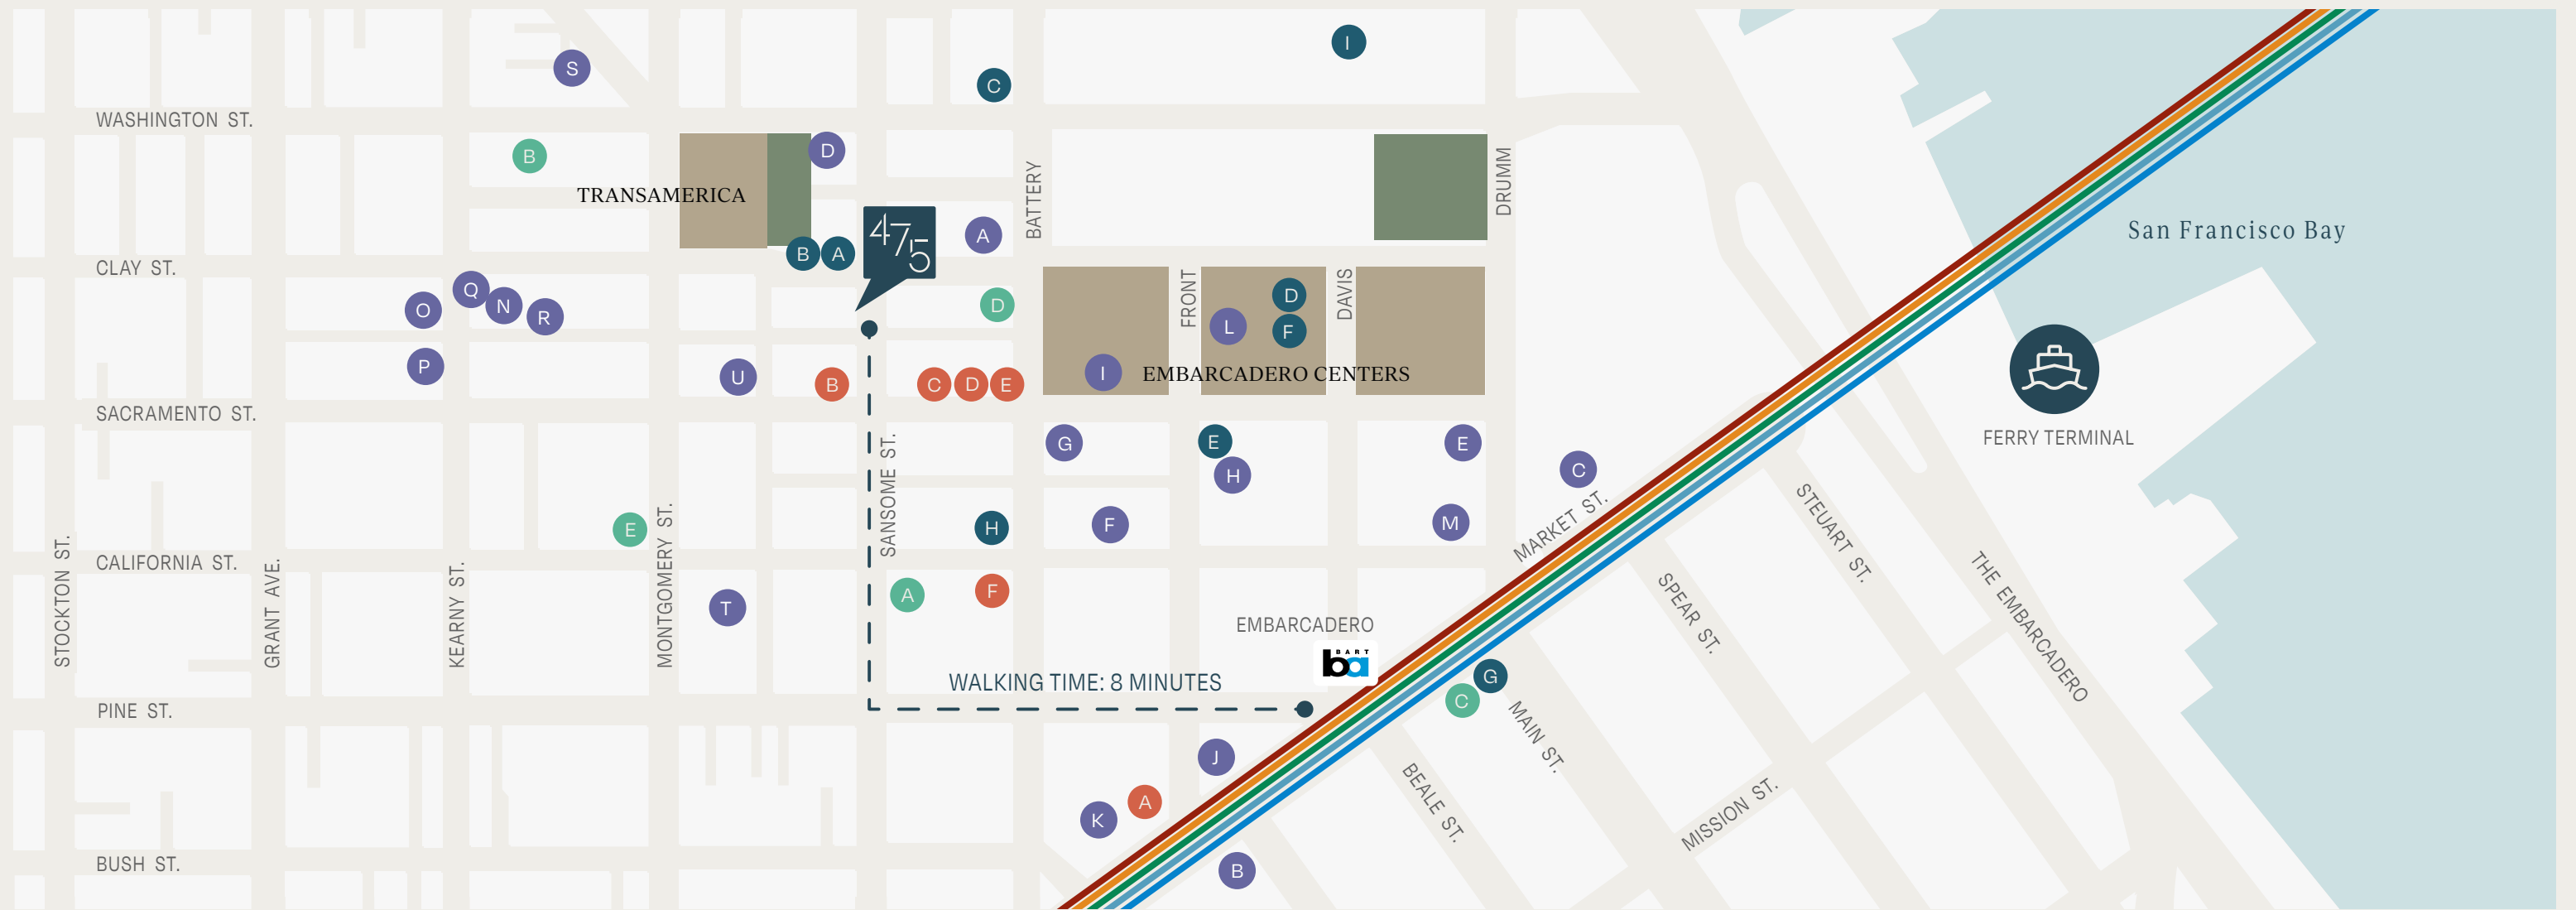 I
S
C
WASHINGTON ST.
B
D
TRANSAMERICA
BATTERY
DRUMM
A
475
San Francisco Bay
B
A
CLAY ST.
Q
O
N
R
D
FRONT
L
D
F
DAVIS
P
U
B
C
D
E
I
EMBARCADERO CENTERS
SACRAMENTO ST.
FERRY TERMINAL
G
E
H
E
C
SANSOME ST.
E
H
F
M
MARKET ST.
STEUART ST.
CALIFORNIA ST.
STOCKTON ST.
GRANT AVE.
KEARNY ST.
MONTGOMERY ST.
T
A
F
SPEAR ST.
THE EMBARCADERO
EMBARCADERO
BART
ba
WALKING TIME: 8 MINUTES
G
C
PINE ST.
MAIN ST.
J
K
A
BEALE ST.
MISSION ST.
BUSH ST.
B